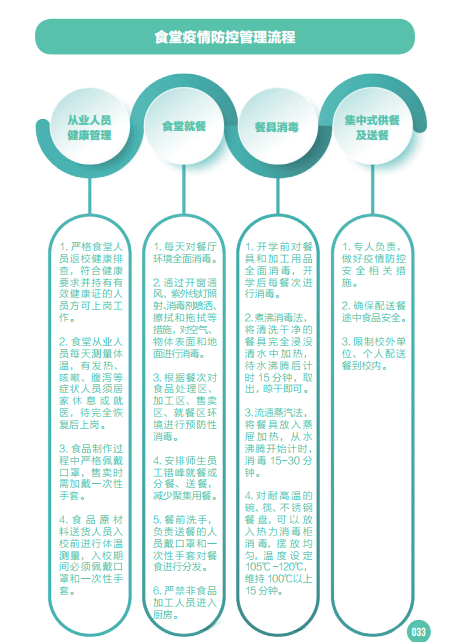 食堂疫情防控管理流程
从业人员
健康管理
食堂就餐
餐具消毒
集中式供餐
及送餐
1. 严格食堂人
员返校健康排
查，符合健康
要求并持有有
效健康证的人
员方可上岗工
作。
2. 食堂从业人
员每天测量体
温，有发热、
咳嗽、腹泻等
症状人员须居
家休息或就
医，待完全恢
复后上岗。
3. 食品制作过
程中严格佩戴
口罩，售卖时
需加戴一次性
手套。
4. 食品原材
料送货人员入
校前进行体温
测量，入校期
间必须佩戴口
罩和一次性手
套。
1. 每天对餐厅
环境全面消毒。
2. 通过开窗通
风、紫外线灯照
射、消毒剂喷洒、
擦拭和拖拭等
措施，对空气、
物体表面和地
面进行消毒。
3. 根据餐次对
食品处理区、
加工区、售卖
区、就餐区环
境进行预防性
消毒。
4. 安排师生员
工错峰就餐或
分餐、送餐，
减少聚集用餐。
5. 餐前洗手，
负责送餐的人
员戴口罩和一
次性手套对餐
食进行分发。
6. 严禁非食品
加工人员进入
厨房。
1. 开学前对餐
具和加工用品
全面消毒，开
学后每餐次进
行消毒。
2. 煮沸消毒法，
将清洗干净的
餐具完全浸没
清水中加热，
待水沸腾后计
时 15 分钟，取
出，晾干即可。
3. 流通蒸汽法，
将餐具放入蒸
屉加热，从水
沸腾开始计时，
消毒 15-30 分
钟。
4. 对耐高温的
碗、筷、不锈钢
餐盘，可以放
入热力消毒柜
消毒，摆放均
匀，温度设定
105℃ -120℃，
维持 100℃以上
15 分钟。
1. 专人负责，
做好疫情防控
安全相关措
施。
2. 确保配送餐
途中食品安全。
3. 限制校外单
位、个人配送
餐到校内。
033